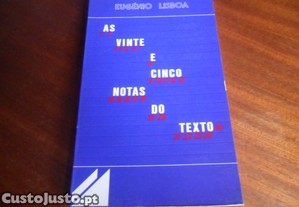 EUGÉNIO LISBOA
AS
VINTE
E
CINCO
NOTAS
DO
TEXTO
CustoJusto.pt